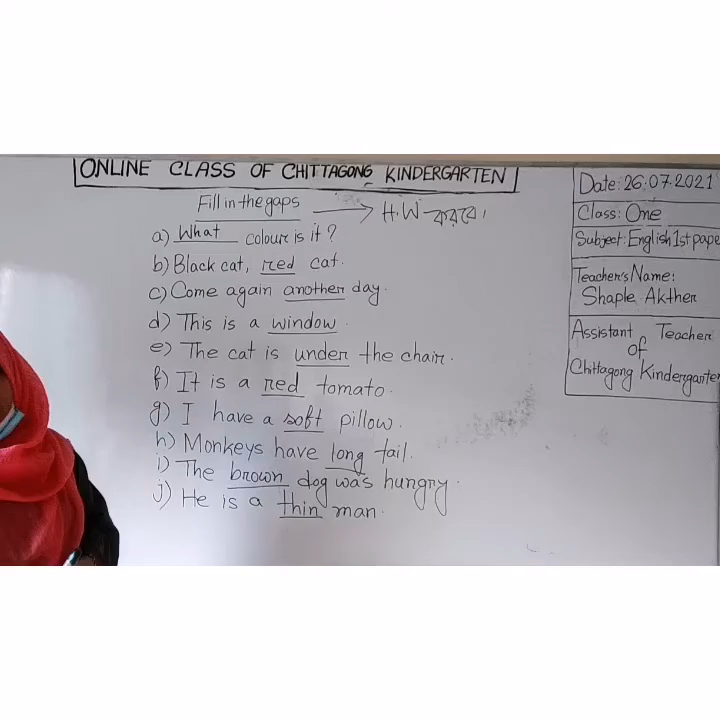 ONLINE CLASS OF CHITTAGONG KINDERGARTEN
Fill in the gaps → H.W করবে।
a) What colour is it?
b) Black cat, red cat.
c) Come again another day.
d) This is a window.
e) The cat is under the chair.
f) It is a red tomato.
g) I have a soft pillow.
h) Monkeys have long tail.
i) The brown dog was hungry.
j) He is a thin man.
Date: 26.07.2021
Class: One
Subject: English 1st pape
Teacher's Name:
Shaple Akther
Assistant Teacher
of
Chittagong Kindergarten